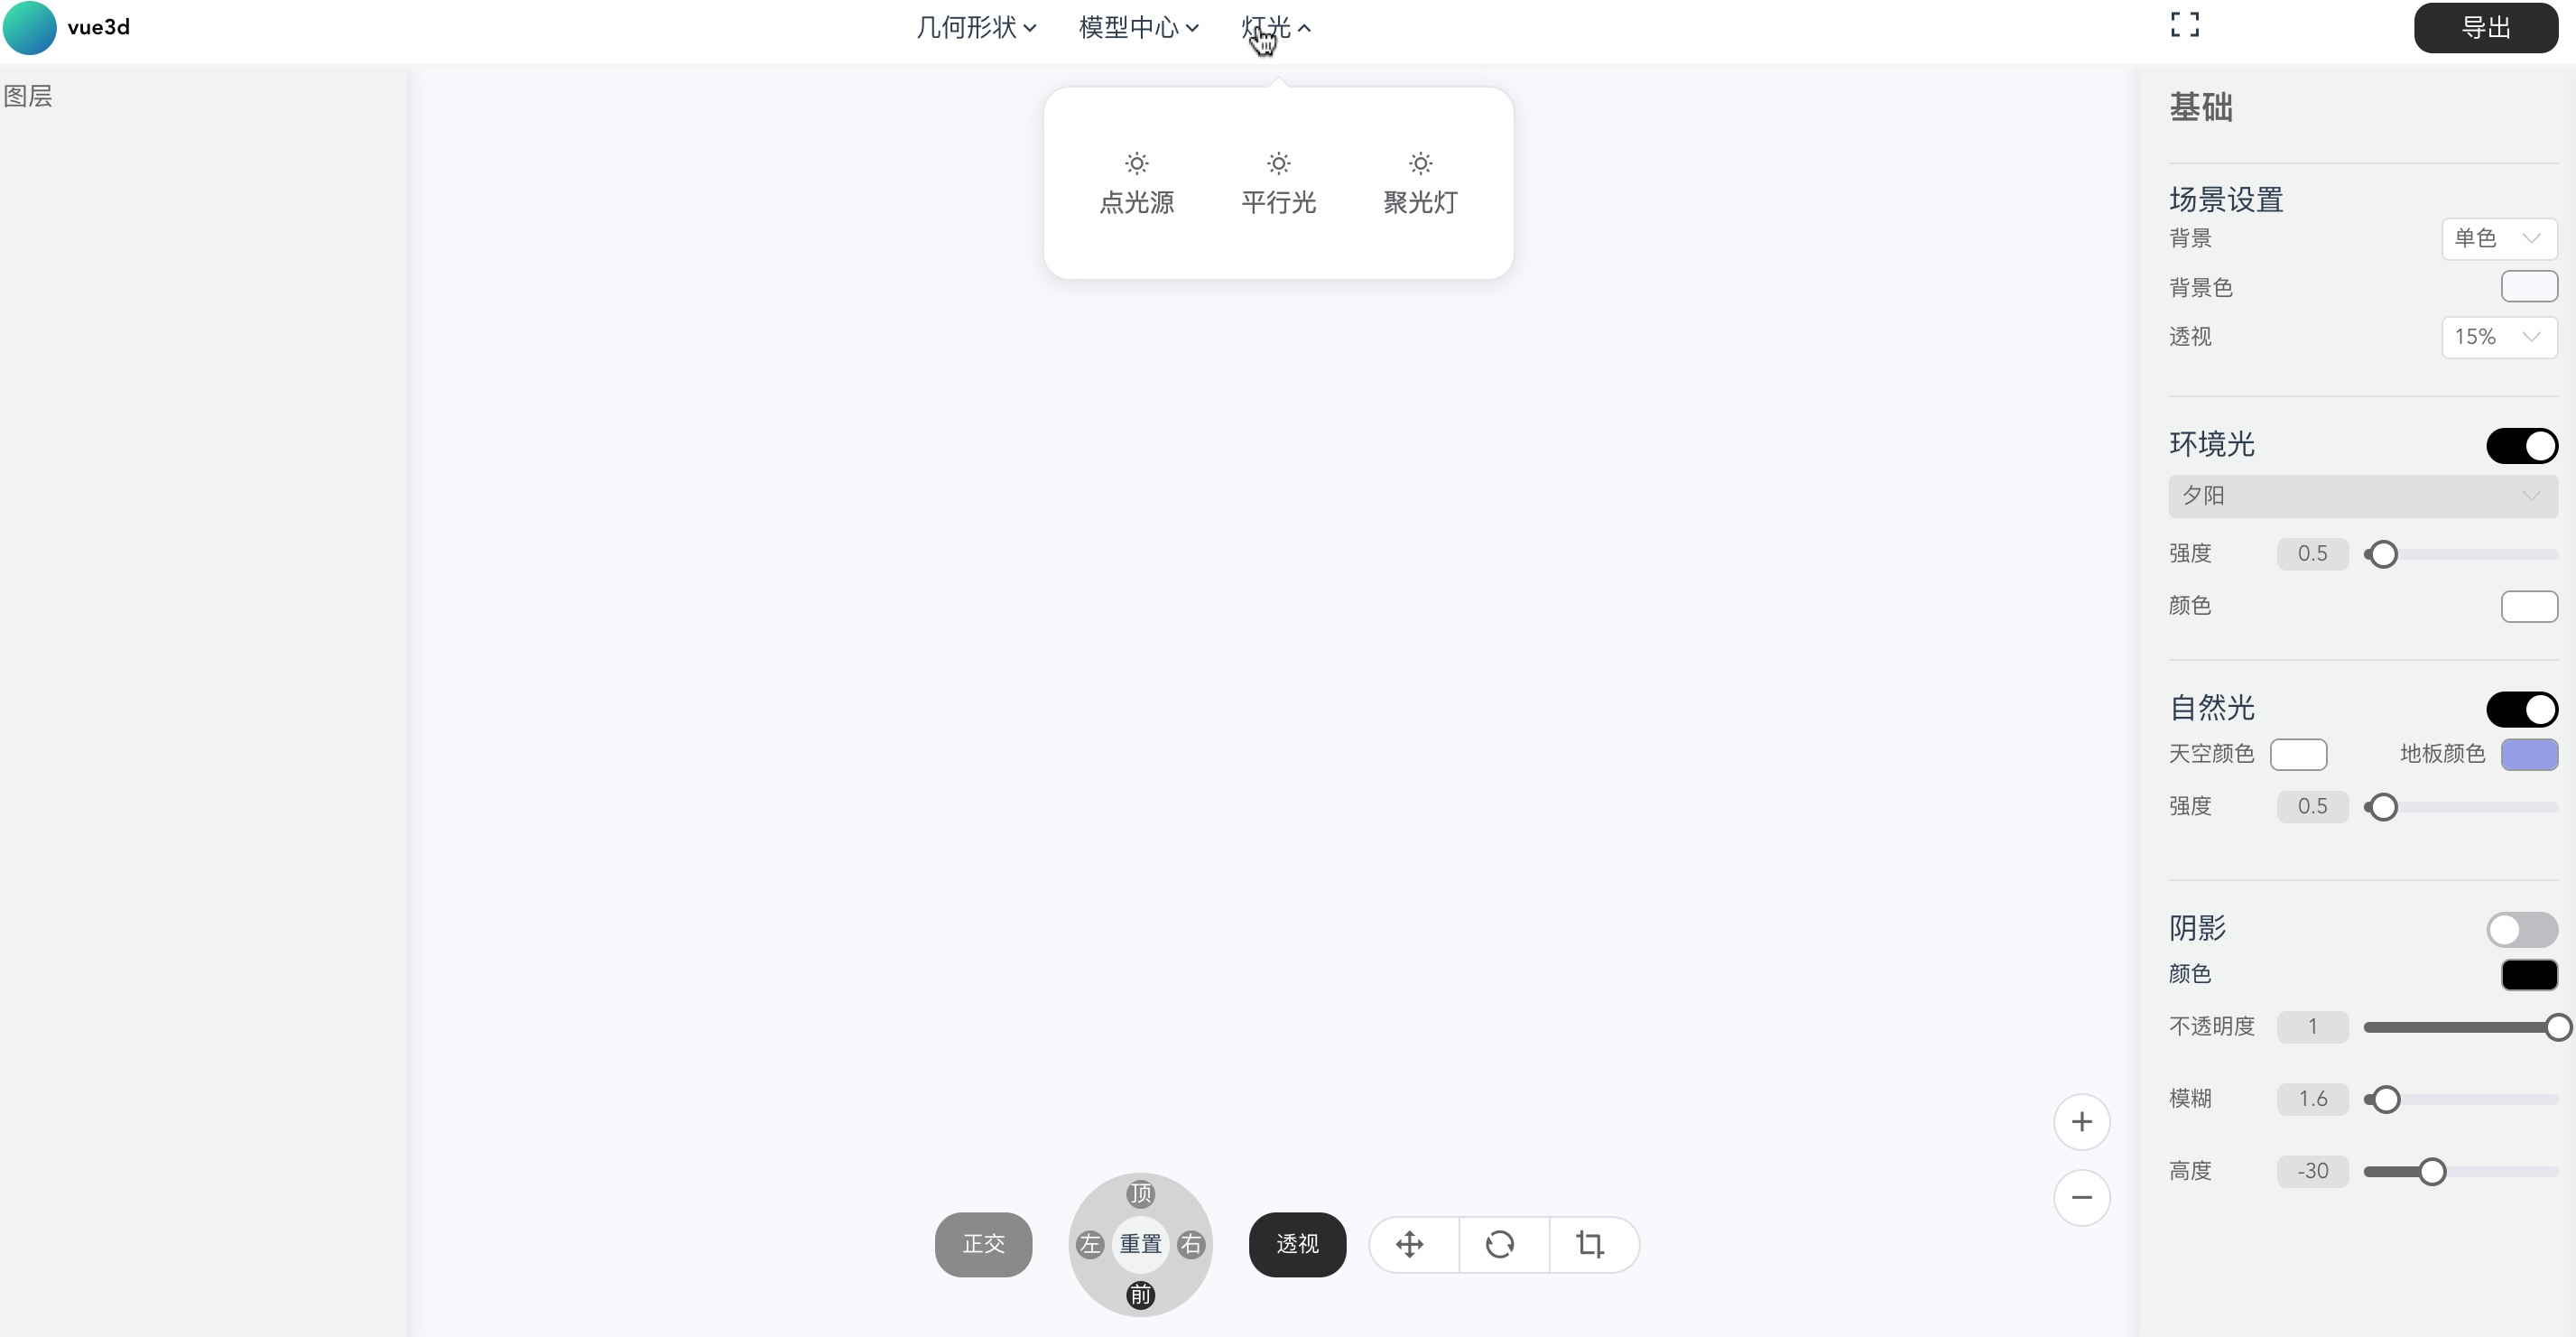 vue3d
几何形状
模型中心
灯光
导出
图层
点光源
平行光
聚光灯
基础
场景设置
背景
单色
背景色
透视
15%
环境光
夕阳
强度
0.5
颜色
自然光
天空颜色
地板颜色
强度
0.5
阴影
颜色
不透明度
1
模糊
1.6
高度
-30
正交
顶
左
重置
右
前
透视